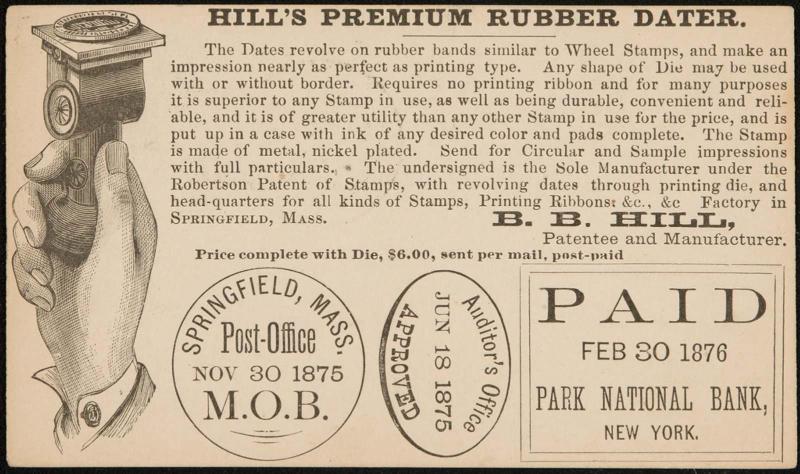 HILL'S PREMIUM RUBBER DATER.
The Dates revolve on rubber bands similar to Wheel Stamps, and make an
impression nearly as perfect as printing type. Any shape of Die may be used
with or without border. Requires no printing ribbon and for many purposes
it is superior to any Stamp in use, as well as being durable, convenient and reli-
able, and it is of greater utility than any other Stamp in use for the price, and is
put up in a case with ink of any desired color and pads complete. The Stamp
is made of metal, nickel plated. Send for Circular and Sample impressions
with full particulars. The undersigned is the Sole Manufacturer under the
Robertson Patent of Stamps, with revolving dates through printing die, and
head-quarters for all kinds of Stamps, Printing Ribbons: &c., &c Factory in
SPRINGFIELD, MASS. B. B. HILL,
Patentee and Manufacturer.
Price complete with Die, $6.00, sent per mail, post-paid
SPRINGFIELD, MASS.
Post-Office
NOV 30 1875
M.O.B.
Auditor's Office
JUN 18 1875
APPROVED
PAID
FEB 30 1876
PARK NATIONAL BANK,
NEW YORK.